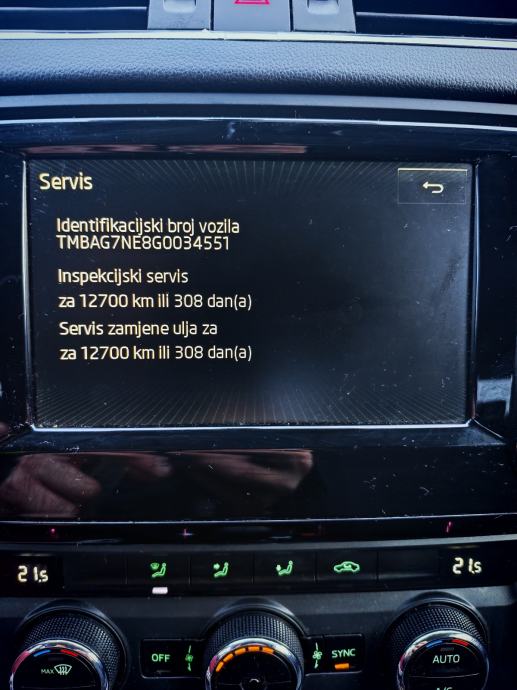 Servis
Identifikacijski broj vozila
TMBAG7NE8G0034551
Inspekcijski servis
za 12700 km ili 308 dan(a)
Servis zamjene ulja za
za 12700 km ili 308 dan(a)
21.5
21.5
MAX
OFF
SYNC
AUTO
A/C